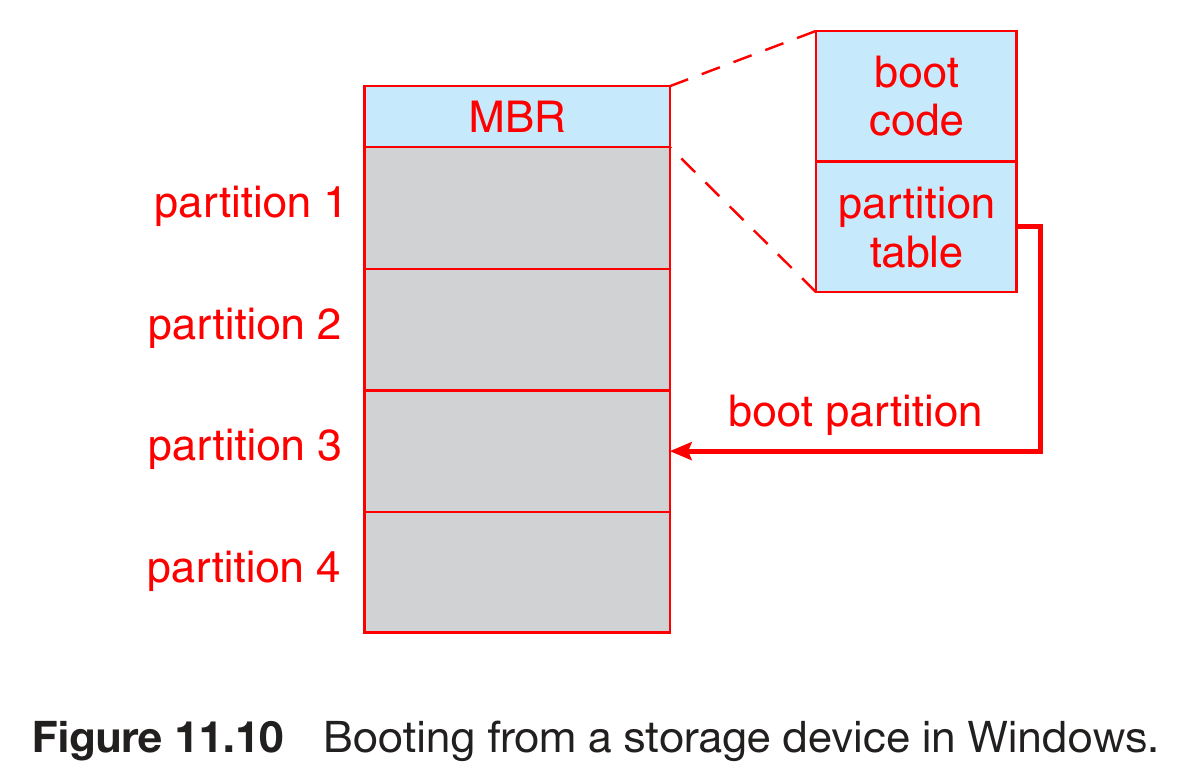 MBR
boot
code
partition
table
partition 1
partition 2
partition 3
partition 4
boot partition
Figure 11.10 Booting from a storage device in Windows.